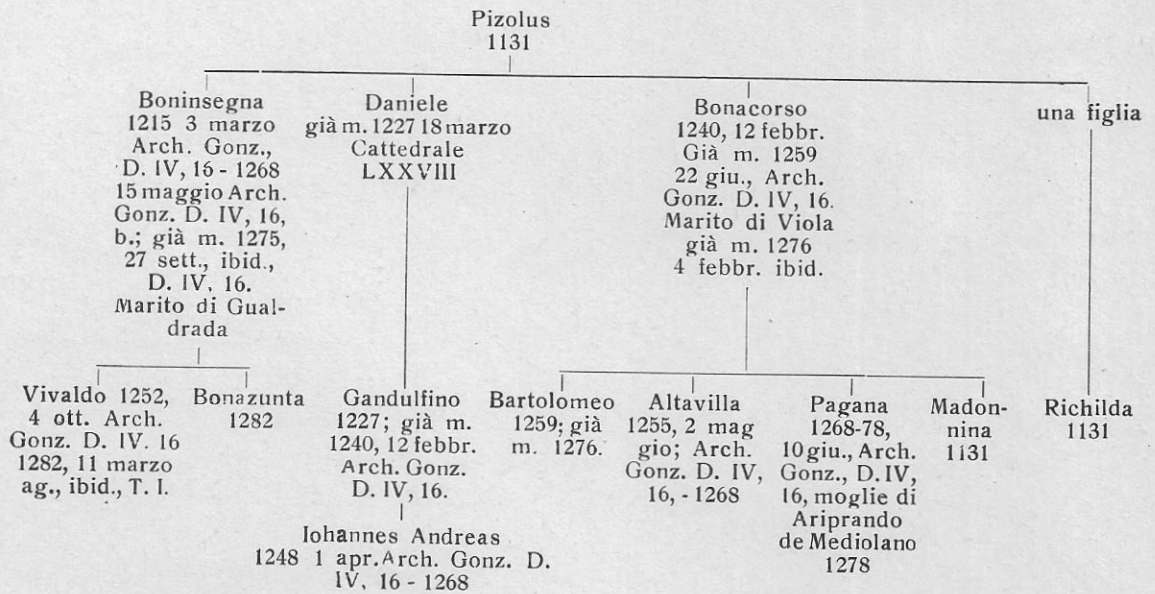 Pizolus
1131
Boninsegna
1215 3 marzo
Arch. Gonz.,
D. IV, 16 - 1268
15 maggio Arch.
Gonz. D. IV, 16,
b.; già m. 1275,
27 sett., ibid.,
D. IV, 16.
Marito di Gual-
drada
Daniele
già m. 1227 18 marzo
Cattedrale
LXXVIII
Bonacorso
1240, 12 febbr.
Già m. 1259
22 giu., Arch.
Gonz. D. IV, 16.
Marito di Viola
già m. 1276
4 febbr. ibid.
una figlia
Vivaldo 1252,
4 ott. Arch.
Gonz. D. IV. 16
1282, 11 marzo
ag., ibid., T. I.
Bonazunta
1282
Gandulfino
1227; già m.
1240, 12 febbr.
Arch. Gonz.
D. IV, 16.
Iohannes Andreas
1248 1 apr. Arch. Gonz. D.
IV, 16 - 1268
Bartolomeo
1259; già
m. 1276.
Altavilla
1255, 2 mag
gio; Arch.
Gonz. D. IV,
16, - 1268
Pagana
1268-78,
10 giu., Arch.
Gonz., D. IV,
16, moglie di
Ariprando
de Mediolano
1278
Madon-
nina
1131
Richilda
1131